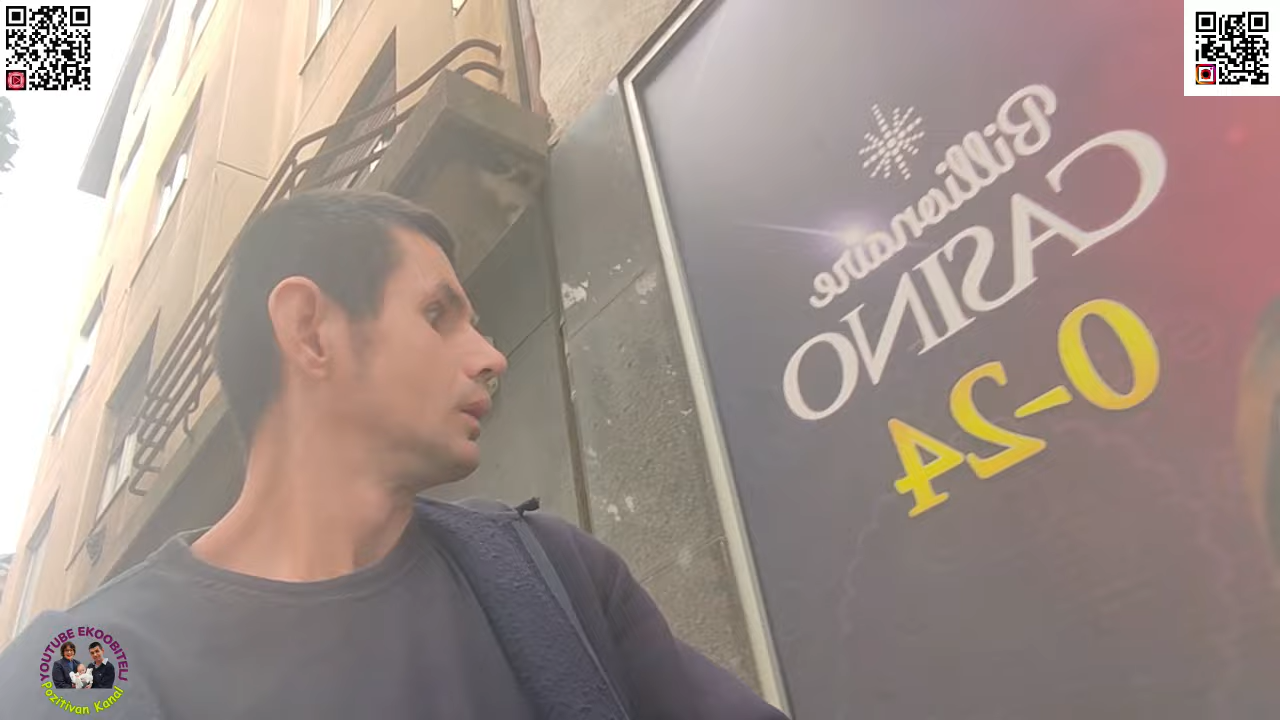 Billionaire
CASINO
0-24
YOUTUBE EKOOBITELJ
Pozitivan Kanal